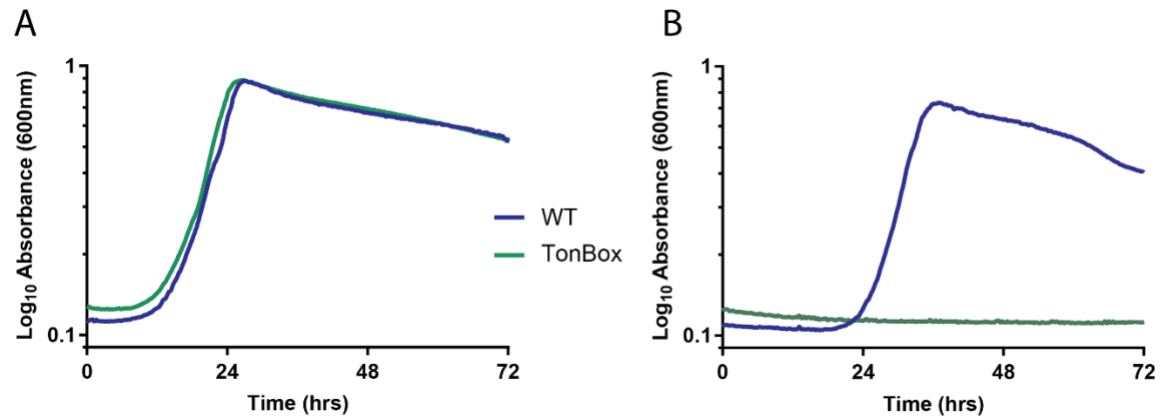 A
Log₁₀ Absorbance (600nm)
1
0.1
0
24
48
72
Time (hrs)
WT
TonBox
B
Log₁₀ Absorbance (600nm)
1
0.1
0
24
48
72
Time (hrs)